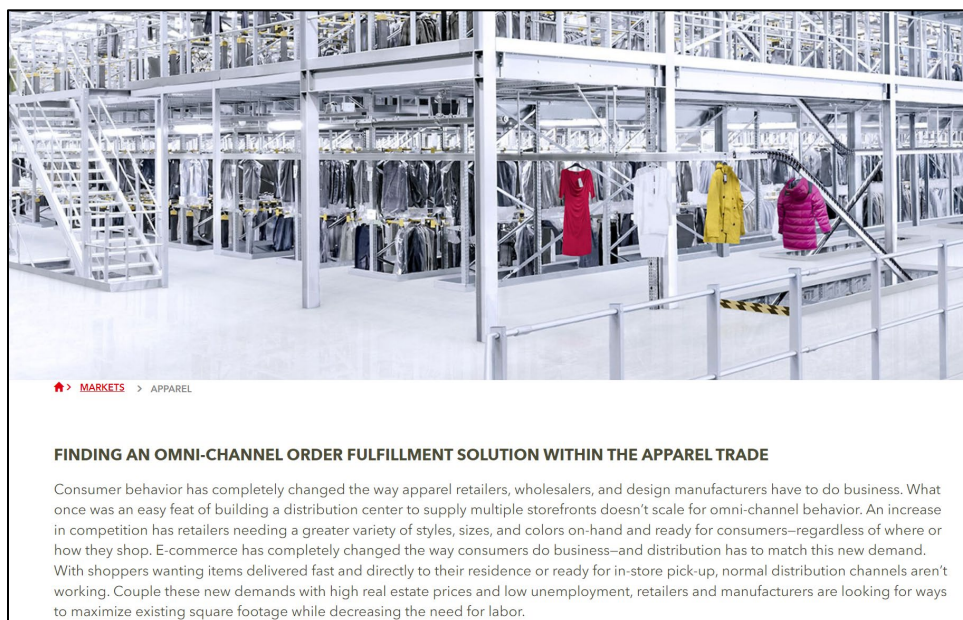 MARKETS > APPAREL
FINDING AN OMNI-CHANNEL ORDER FULFILLMENT SOLUTION WITHIN THE APPAREL TRADE
Consumer behavior has completely changed the way apparel retailers, wholesalers, and design manufacturers have to do business. What
once was an easy feat of building a distribution center to supply multiple storefronts doesn’t scale for omni-channel behavior. An increase
in competition has retailers needing a greater variety of styles, sizes, and colors on-hand and ready for consumers—regardless of where or
how they shop. E-commerce has completely changed the way consumers do business—and distribution has to match this new demand.
With shoppers wanting items delivered fast and directly to their residence or ready for in-store pick-up, normal distribution channels aren’t
working. Couple these new demands with high real estate prices and low unemployment, retailers and manufacturers are looking for ways
to maximize existing square footage while decreasing the need for labor.